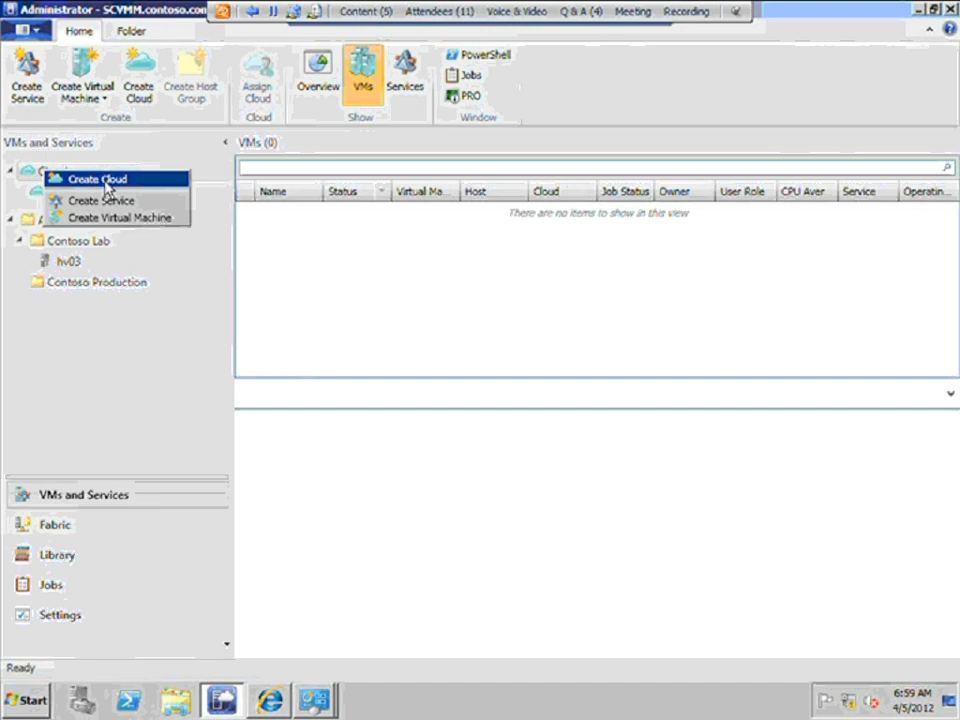 Administrator - SCVMM.contoso.con
Content (5) Attendees (11) Voice & Video Q & A (4) Meeting Recording
Home Folder
Create Service
Create Virtual Machine
Create Cloud
Create Host Group
Assign Cloud
Overview
VMs
Services
PowerShell
Jobs
PRO
Create Cloud Show Window
VMs and Services
VMs (0)
Create Cloud
Create Service
Create Virtual Machine
Contoso Lab
hv03
Contoso Production
Name Status Virtual Ma... Host Cloud Job Status Owner User Role CPU Aver Service Operatin...
There are no items to show in this view
VMs and Services
Fabric
Library
Jobs
Settings
Ready
Start
6:59 AM
4/5/2012